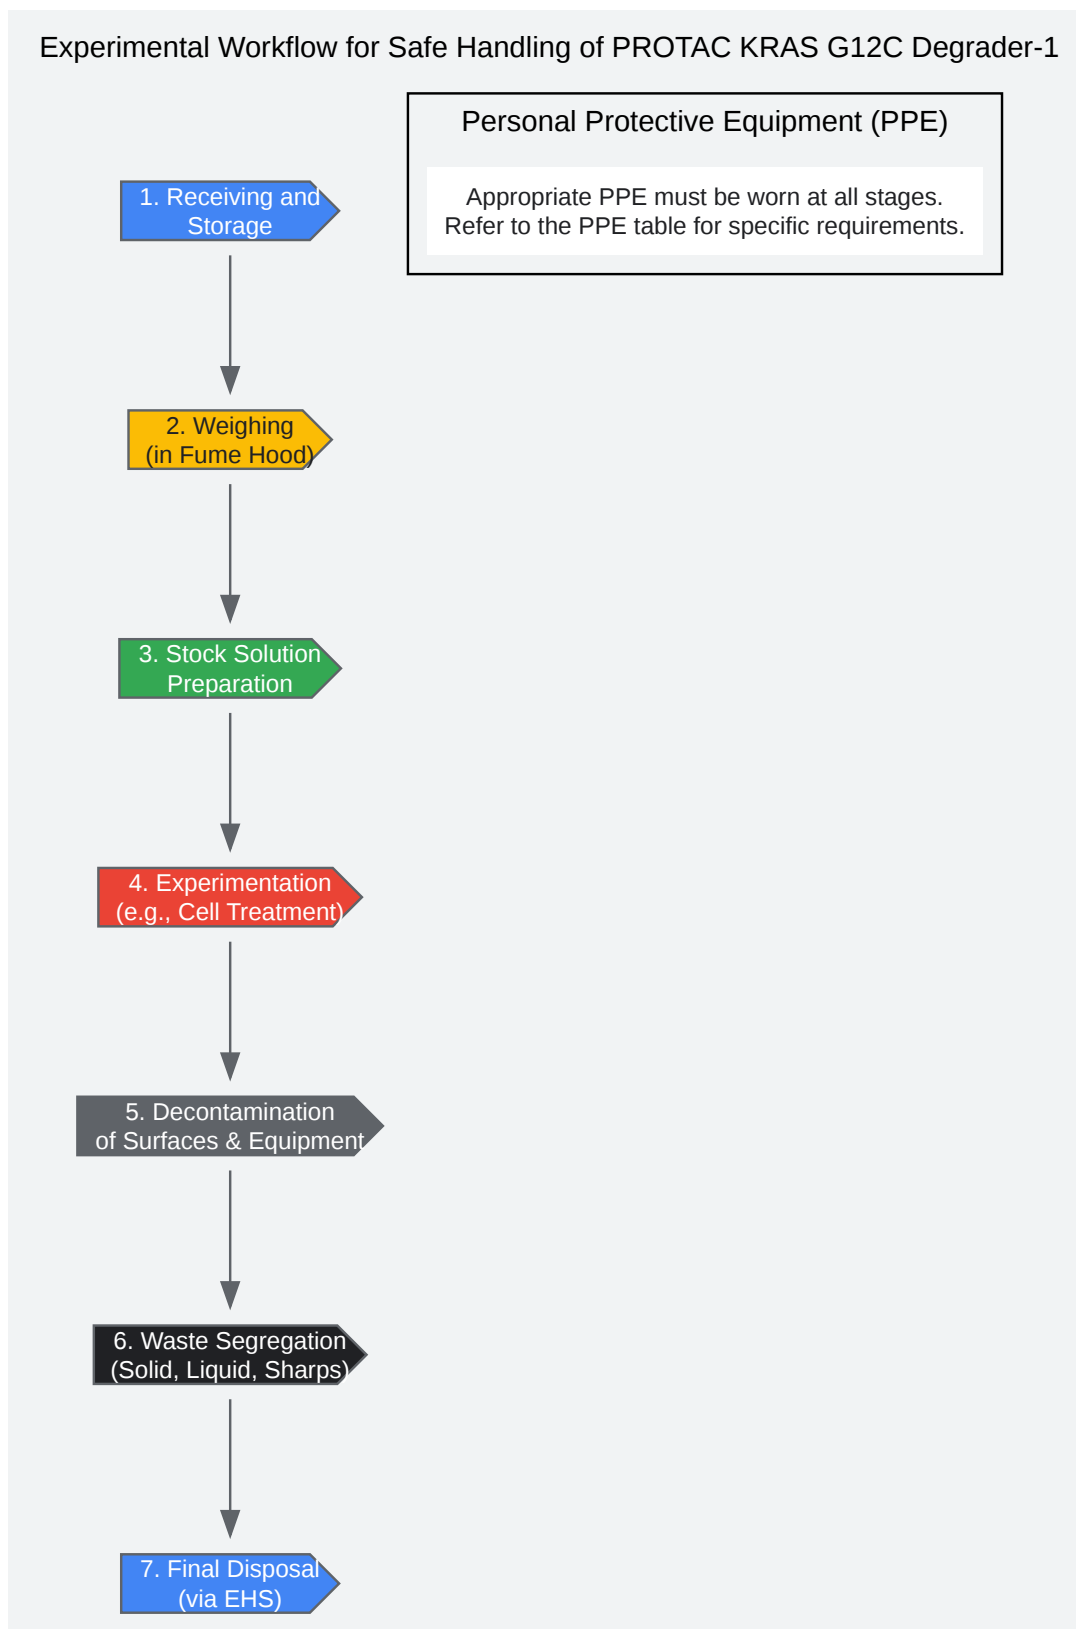 Experimental Workflow for Safe Handling of PROTAC KRAS G12C Degrader-1
Personal Protective Equipment (PPE)
Appropriate PPE must be worn at all stages.
Refer to the PPE table for specific requirements.
1. Receiving and
Storage
2. Weighing
(in Fume Hood)
3. Stock Solution
Preparation
4. Experimentation
(e.g., Cell Treatment)
5. Decontamination
of Surfaces & Equipment
6. Waste Segregation
(Solid, Liquid, Sharps)
7. Final Disposal
(via EHS)